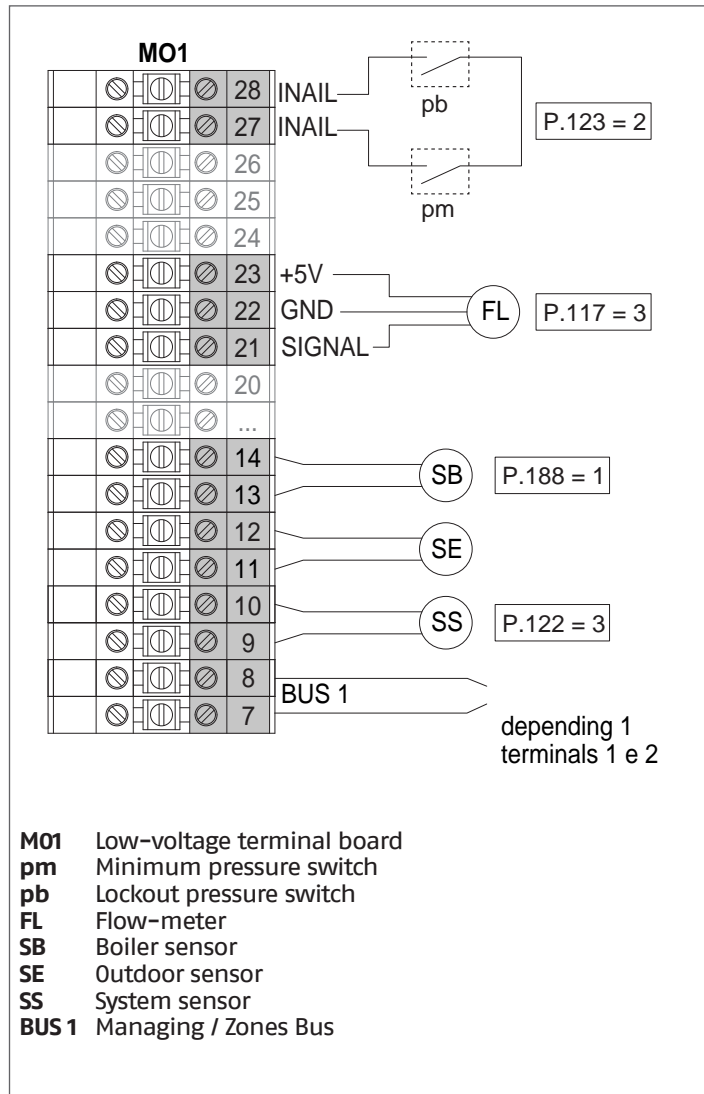 MO1
28 INAIL
pb
27 INAIL
P.123 = 2
26
25
pm
24
23 +5V
22 GND
FL
P.117 = 3
21 SIGNAL
20
...
14
SB
P.188 = 1
13
12
SE
11
10
SS
P.122 = 3
9
8
BUS 1
7
depending 1
terminals 1 e 2
M01 Low-voltage terminal board
pm Minimum pressure switch
pb Lockout pressure switch
FL Flow-meter
SB Boiler sensor
SE Outdoor sensor
SS System sensor
BUS 1 Managing / Zones Bus